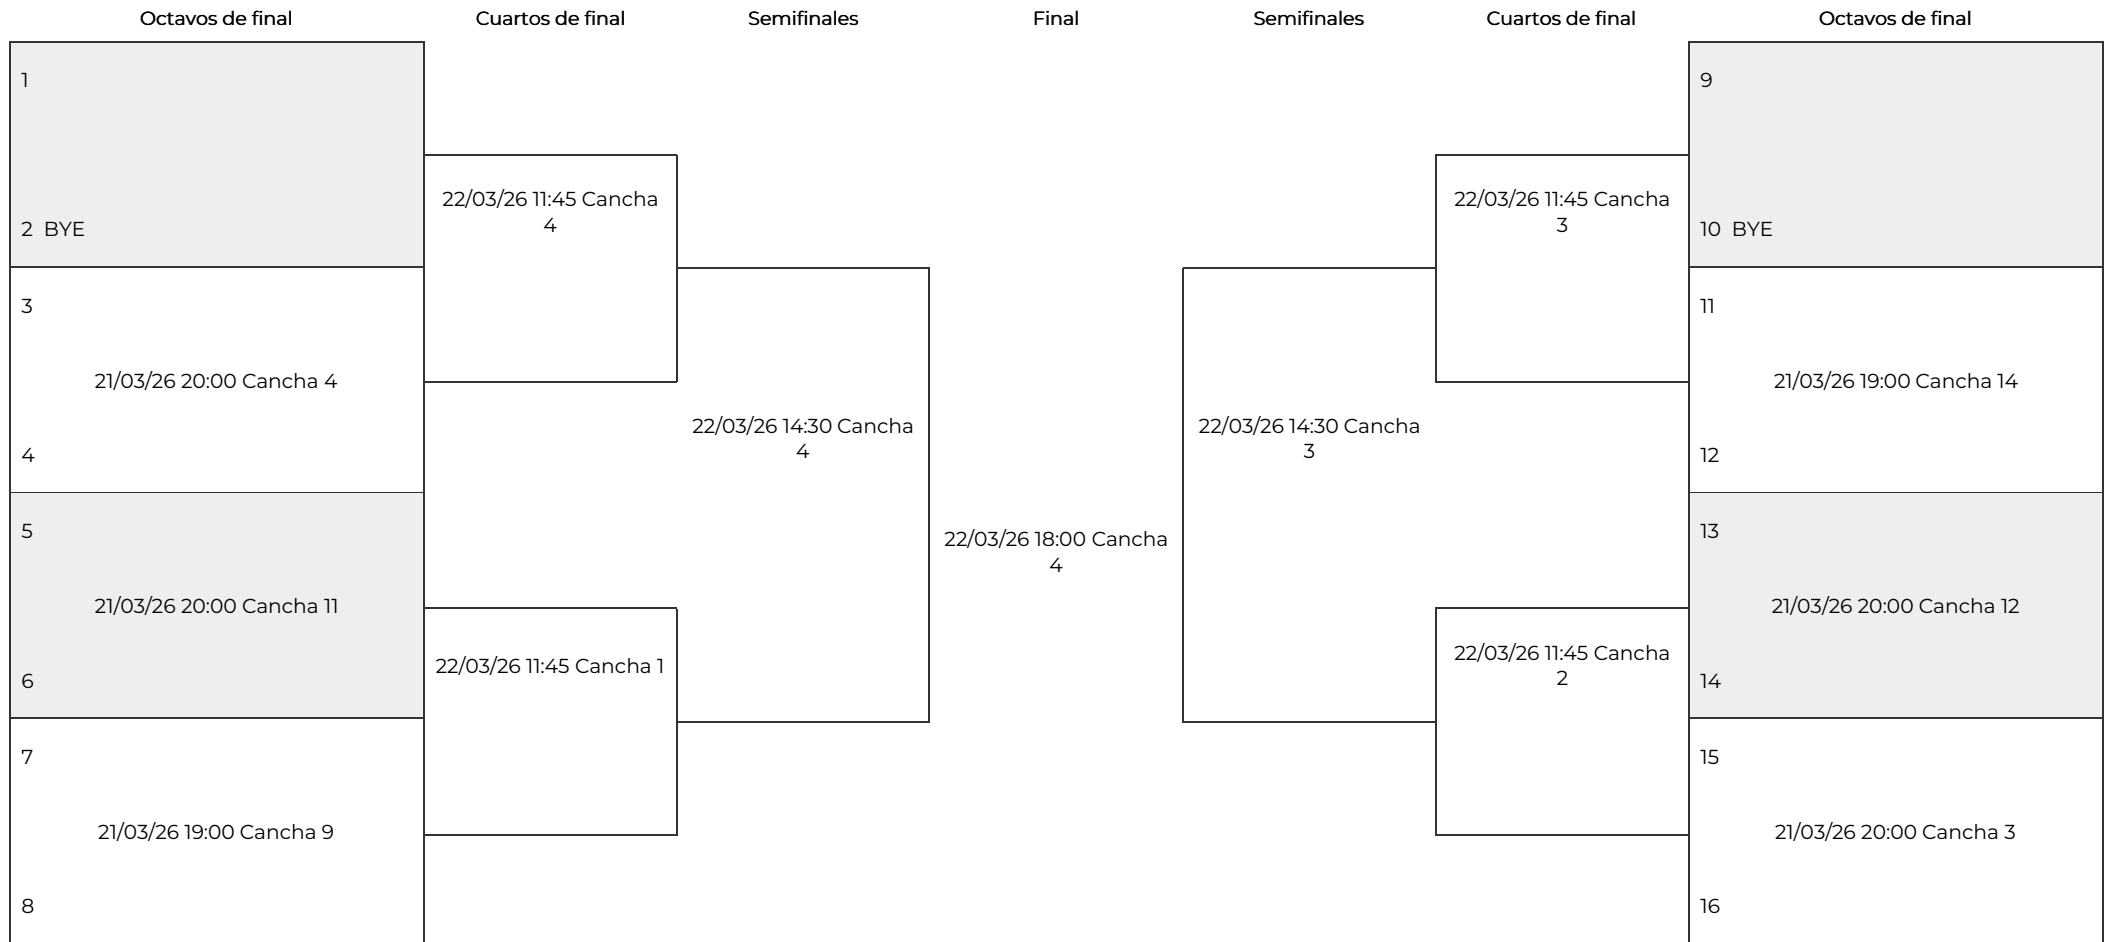 Octavos de final
Cuartos de final
Semifinales
Final
Semifinales
Cuartos de final
Octavos de final
1
2 BYE
3
21/03/26 20:00 Cancha 4
4
5
21/03/26 20:00 Cancha 11
6
7
21/03/26 19:00 Cancha 9
8
22/03/26 11:45 Cancha
4
22/03/26 11:45 Cancha 1
22/03/26 14:30 Cancha
4
22/03/26 18:00 Cancha
4
22/03/26 14:30 Cancha
3
22/03/26 11:45 Cancha
3
22/03/26 11:45 Cancha
2
9
10 BYE
11
21/03/26 19:00 Cancha 14
12
13
21/03/26 20:00 Cancha 12
14
15
21/03/26 20:00 Cancha 3
16